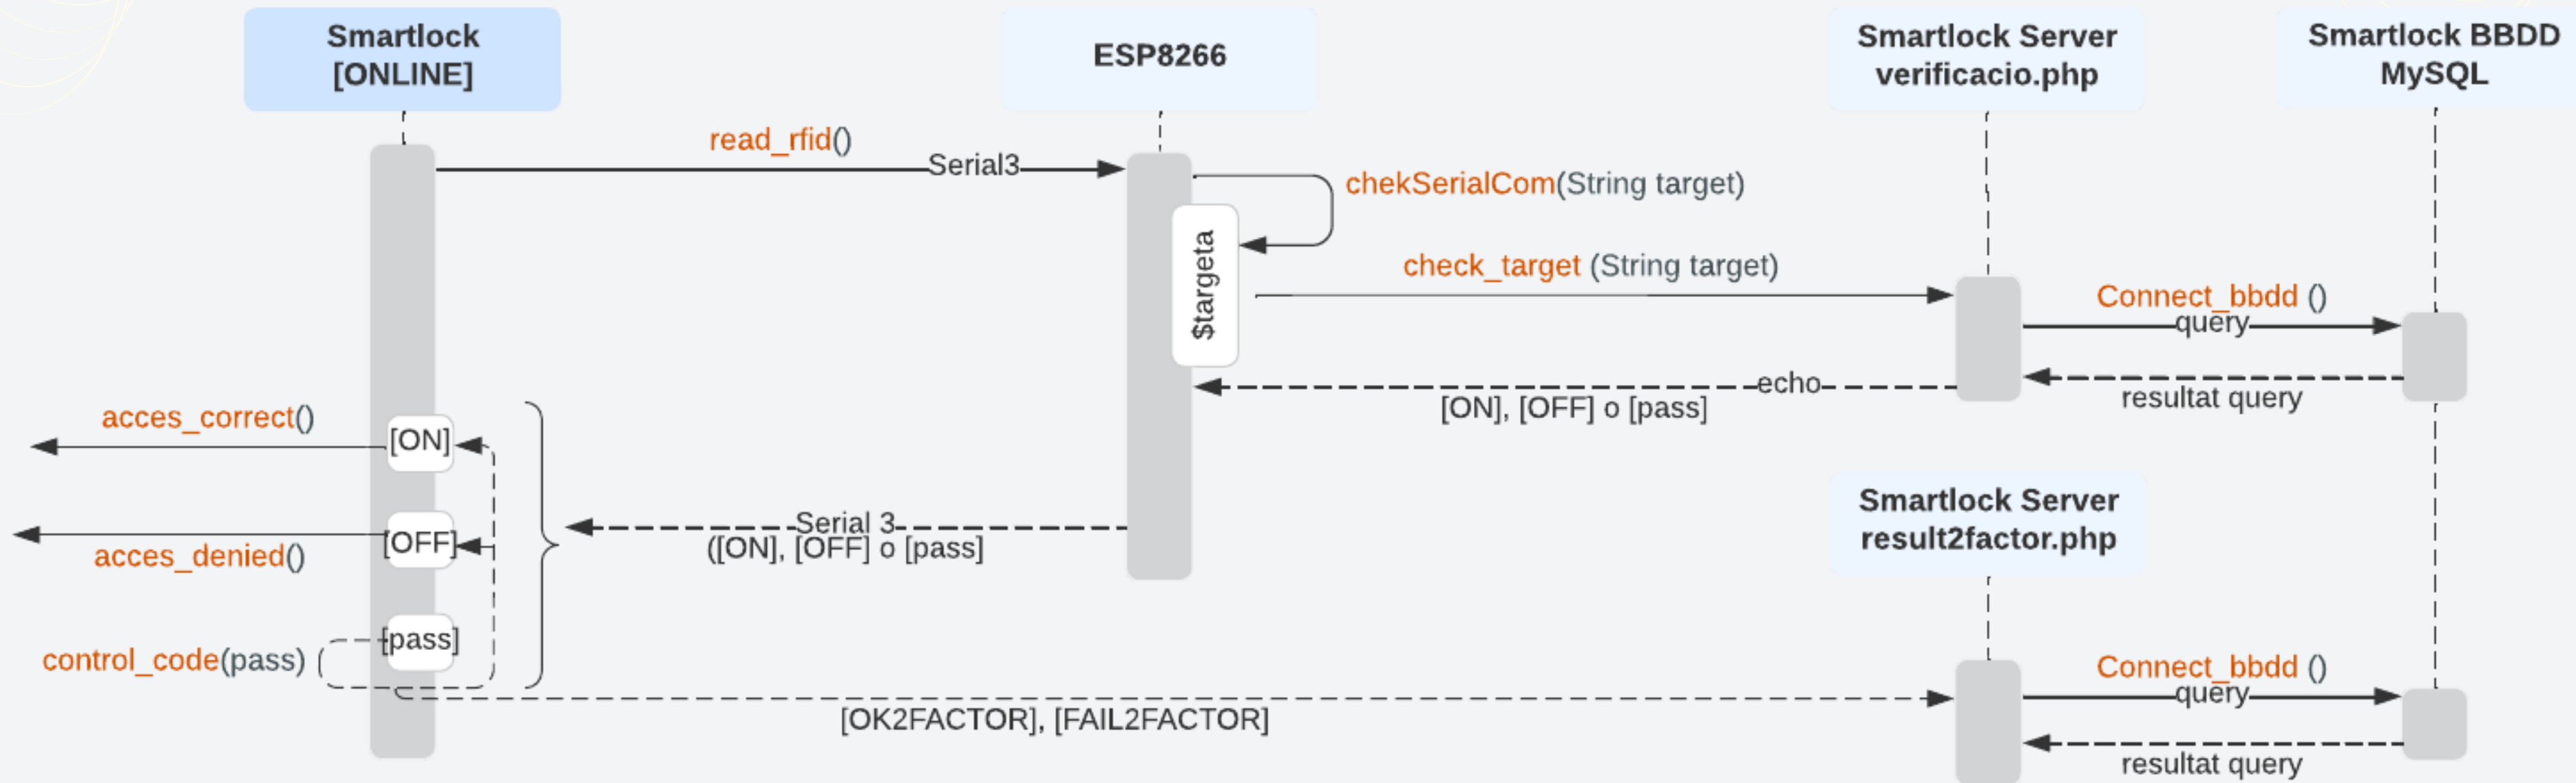 Smartlock
[ONLINE]
ESP8266
Smartlock Server
verificacio.php
Smartlock BBDD
MySQL
read_rfid()
Serial3
chekSerialCom(String target)
$targeta
check_target (String target)
Connect_bbdd ()
query
echo
[ON], [OFF] o [pass]
resultat query
acces_correct()
[ON]
acces_denied()
[OFF]
Serial 3
([ON], [OFF] o [pass]
Smartlock Server
result2factor.php
control_code(pass)
[pass]
[OK2FACTOR], [FAIL2FACTOR]
Connect_bbdd ()
query
resultat query